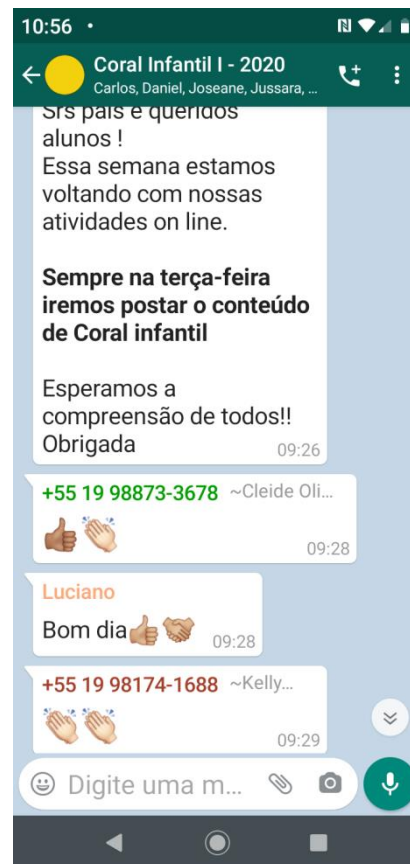 10:56
Coral Infantil I - 2020
Carlos, Daniel, Joseane, Jussara, ...
Srs pais e queridos
alunos !
Essa semana estamos
voltando com nossas
atividades on line.
Sempre na terça-feira
iremos postar o conteúdo
de Coral infantil
Esperamos a
compreensão de todos!!
Obrigada 09:26
+55 19 98873-3678 ~Cleide Oli...
👍🏽👏🏻
09:28
Luciano
Bom dia👍🏼🤝🏼 09:28
+55 19 98174-1688 ~Kelly...
👏🏻👏🏻
09:29
Digite uma m...